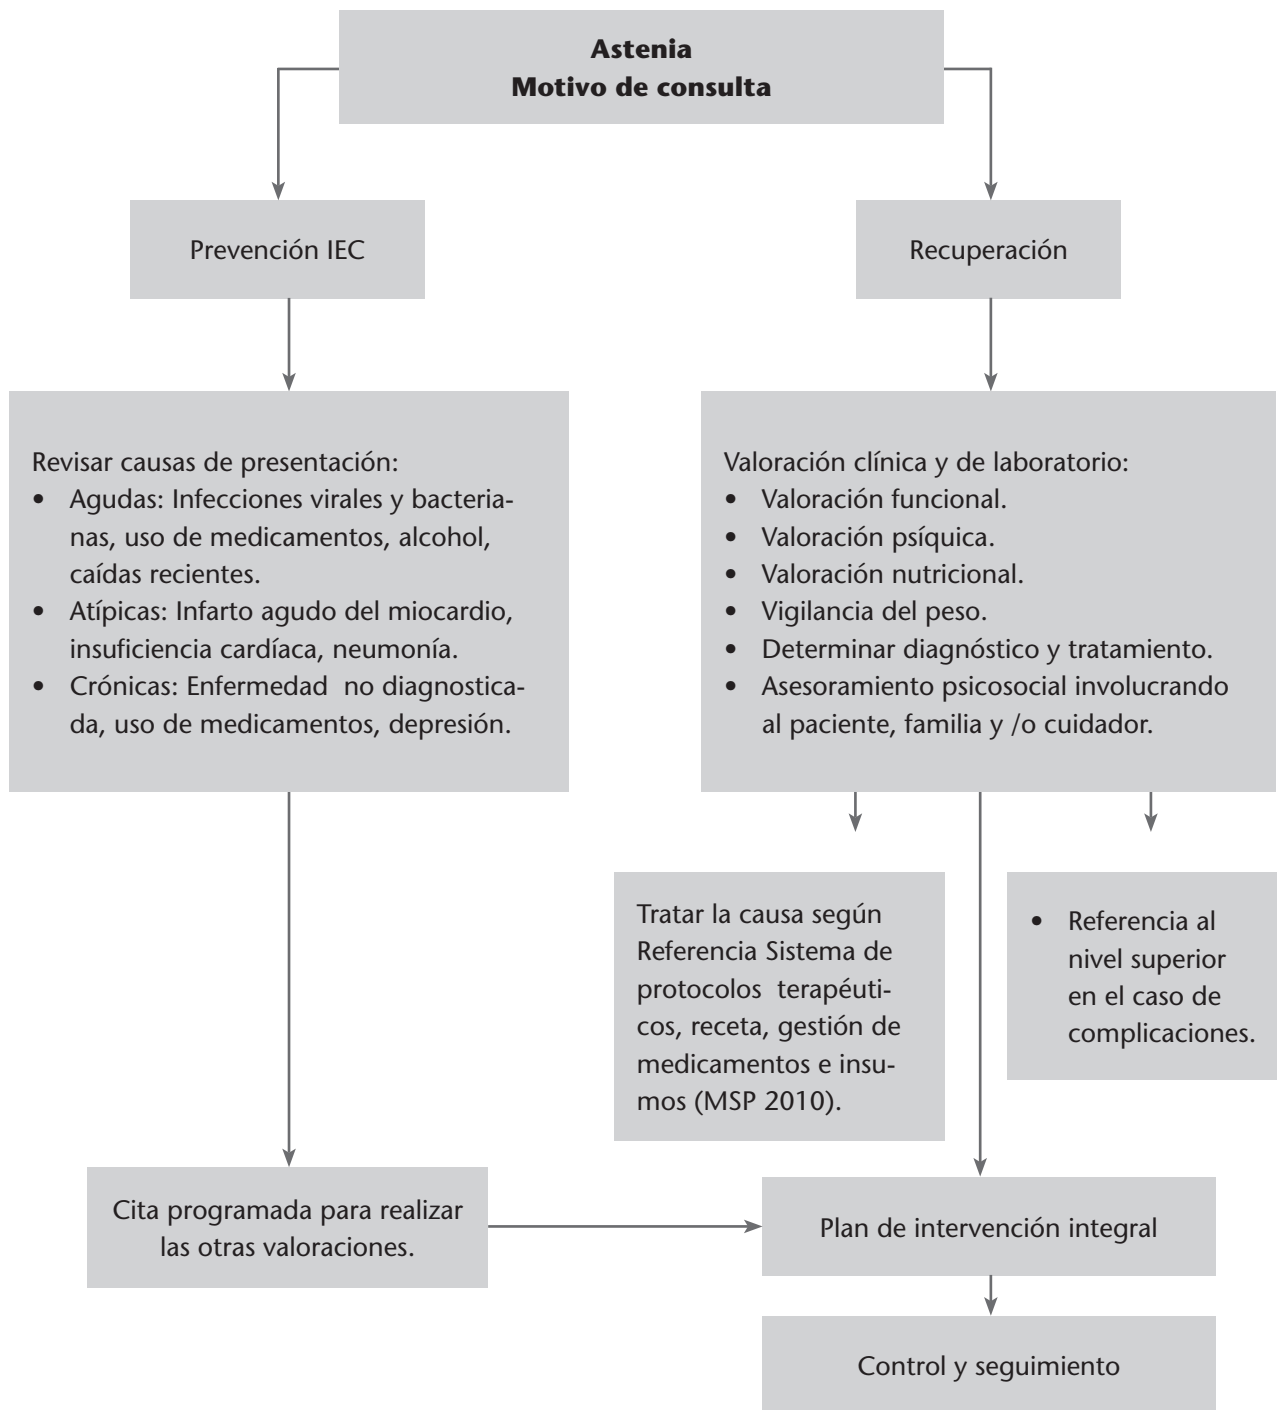 Astenia
Motivo de consulta
Prevención IEC
Recuperación
Revisar causas de presentación:
• Agudas: Infecciones virales y bacteria-
nas, uso de medicamentos, alcohol,
caídas recientes.
• Atípicas: Infarto agudo del miocardio,
insuficiencia cardíaca, neumonía.
• Crónicas: Enfermedad no diagnostica-
da, uso de medicamentos, depresión.
Valoración clínica y de laboratorio:
• Valoración funcional.
• Valoración psíquica.
• Valoración nutricional.
• Vigilancia del peso.
• Determinar diagnóstico y tratamiento.
• Asesoramiento psicosocial involucrando
al paciente, familia y /o cuidador.
Tratar la causa según
Referencia Sistema de
protocolos terapéuti-
cos, receta, gestión de
medicamentos e insu-
mos (MSP 2010).
• Referencia al
nivel superior
en el caso de
complicaciones.
Cita programada para realizar
las otras valoraciones.
Plan de intervención integral
Control y seguimiento